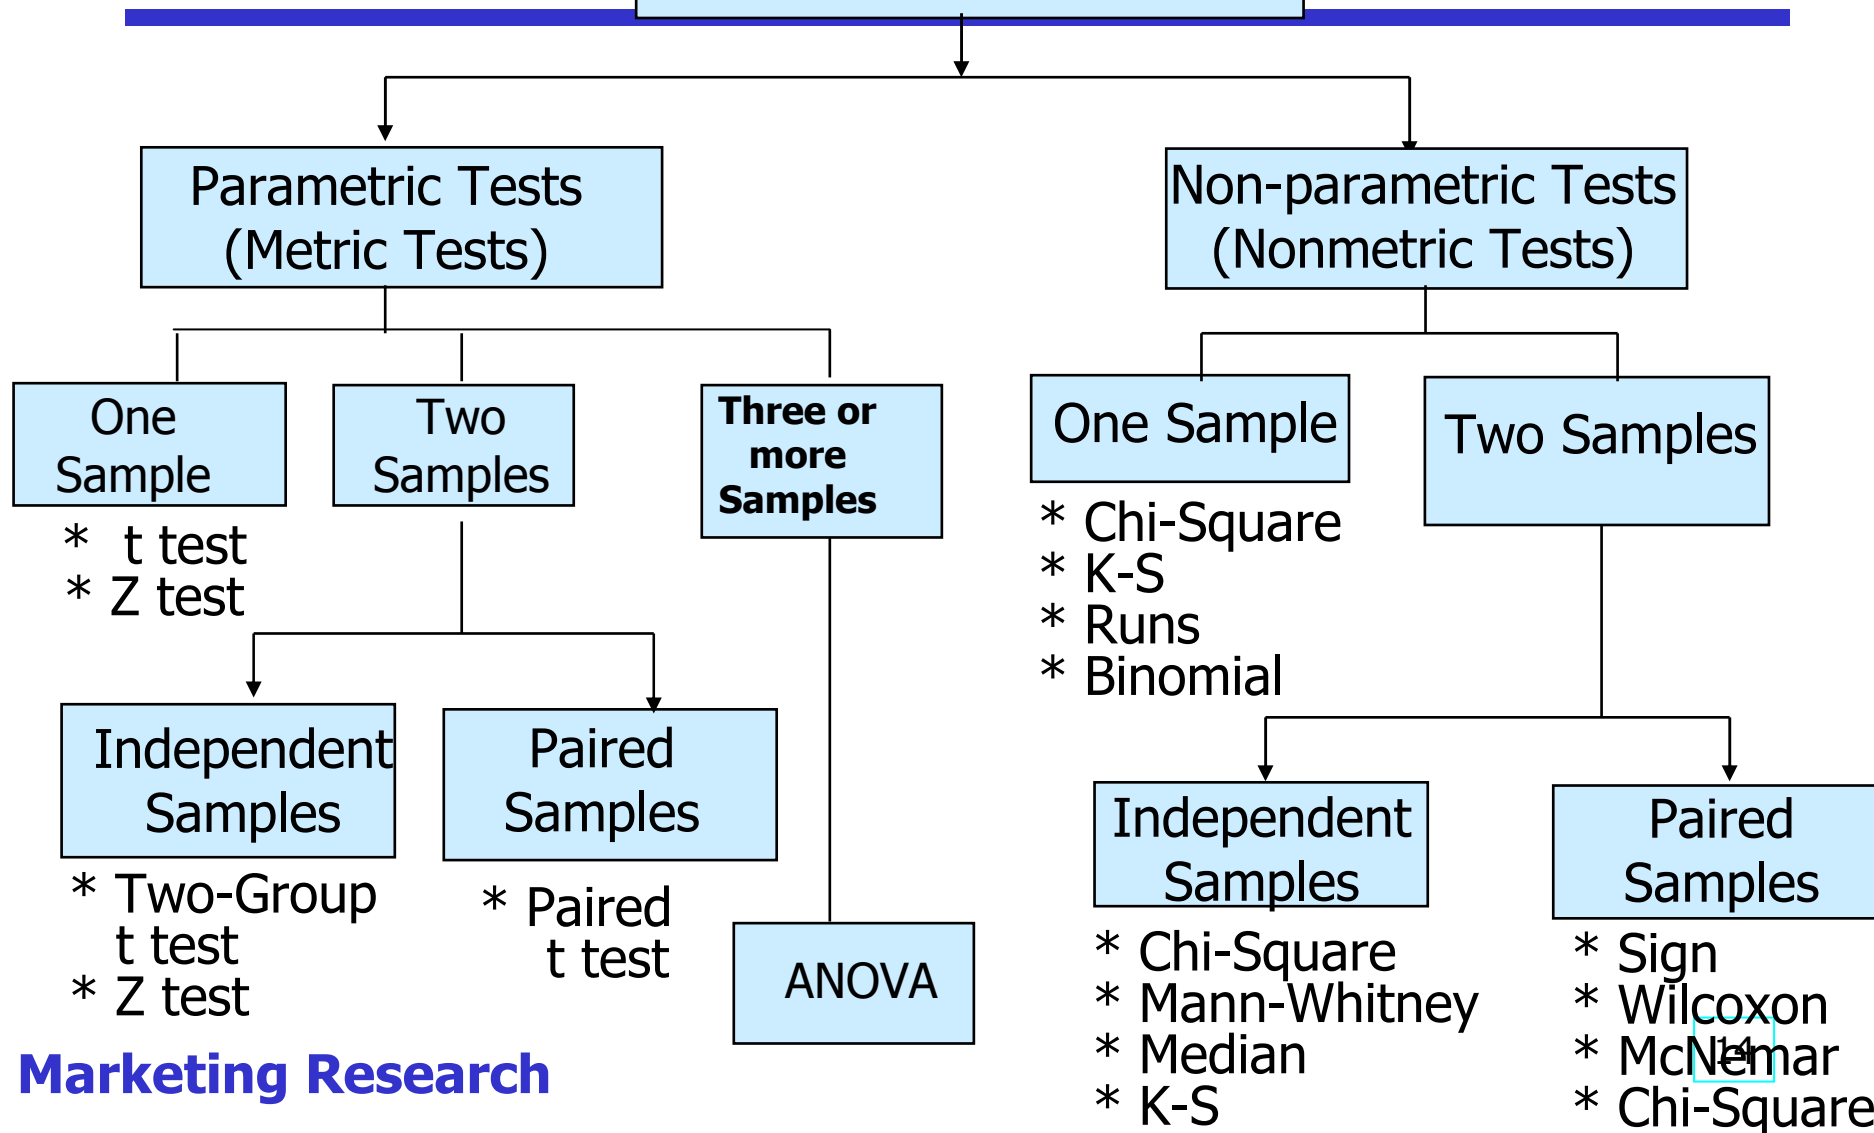 Parametric Tests
(Metric Tests)
Non-parametric Tests
(Nonmetric Tests)
One
Sample
Two
Samples
Three or
more
Samples
One Sample
Two Samples
* t test
* Z test
* Chi-Square
* K-S
* Runs
* Binomial
Independent
Samples
Paired
Samples
Independent
Samples
Paired
Samples
* Two-Group
t test
* Z test
* Paired
t test
ANOVA
* Chi-Square
* Mann-Whitney
* Median
* K-S
* Sign
* Wilcoxon
* McNemar
* Chi-Square
Marketing Research
14